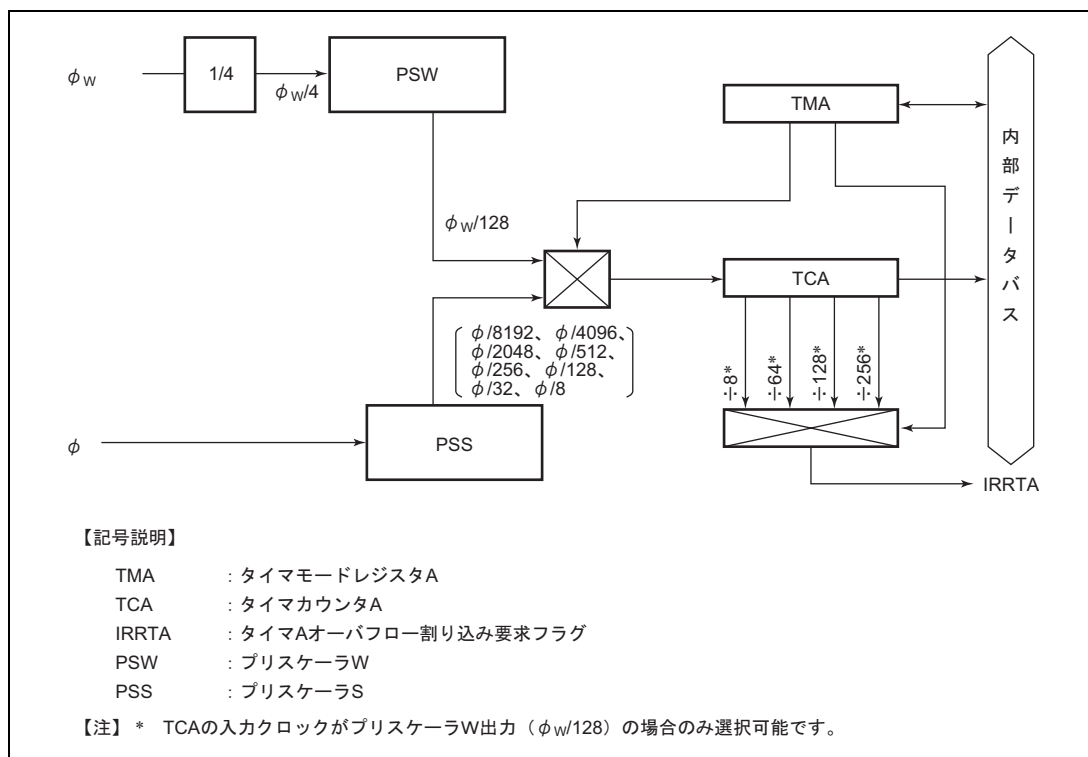 φW
1/4
φW/4
PSW
TMA
内部データバス
φW/128
TCA
φ/8192、φ/4096、
φ/2048、φ/512、
φ/256、φ/128、
φ/32、φ/8
÷8*
÷64*
÷128*
÷256*
φ
PSS
IRRTA
【記号説明】
TMA : タイマモードレジスタA
TCA : タイマカウンタA
IRRTA : タイマAオーバフロー割り込み要求フラグ
PSW : プリスケーラW
PSS : プリスケーラS
【注】 * TCAの入力クロックがプリスケーラW出力（φW/128）の場合のみ選択可能です。